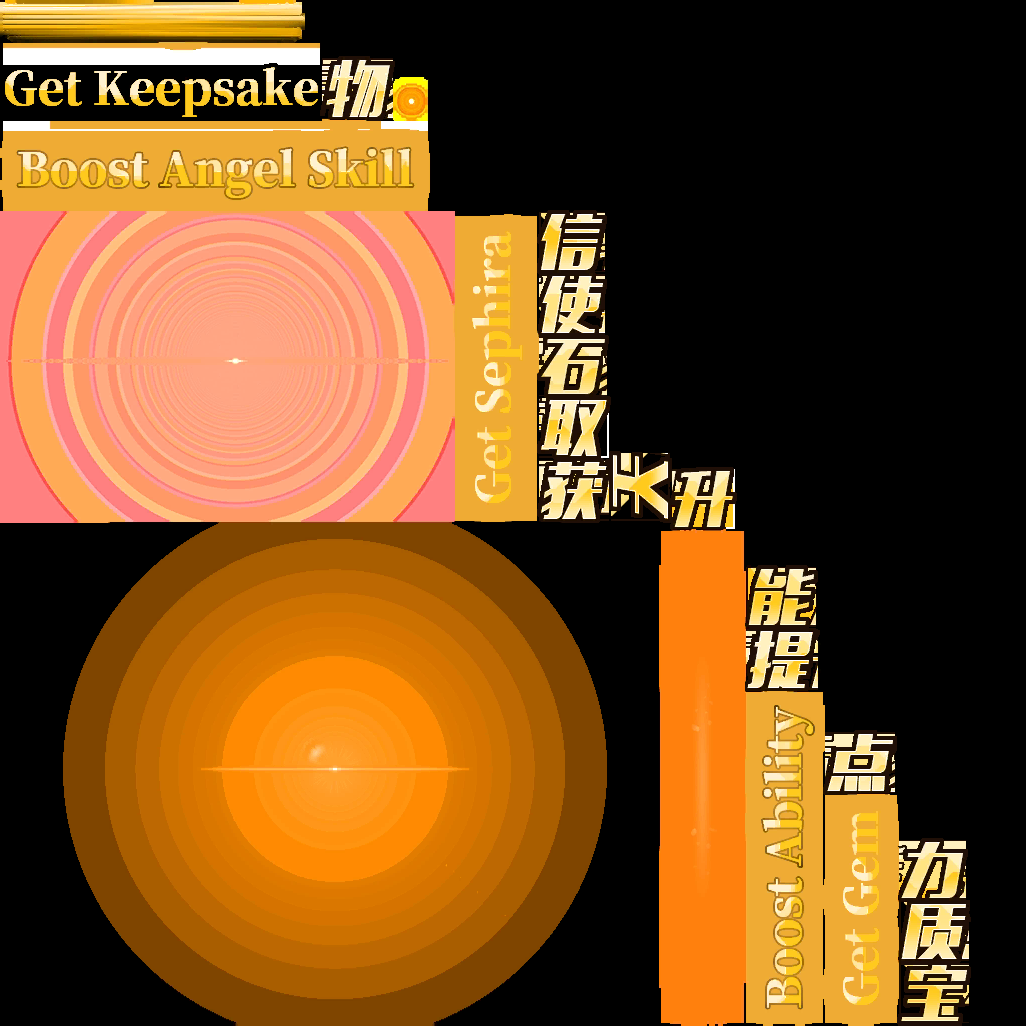 Get Keepsake
物
Boost Angel Skill
Get Sephira
信
使
石
取
获
天
升
能
提
Boost Ability
点
Get Gem
力
质
宝